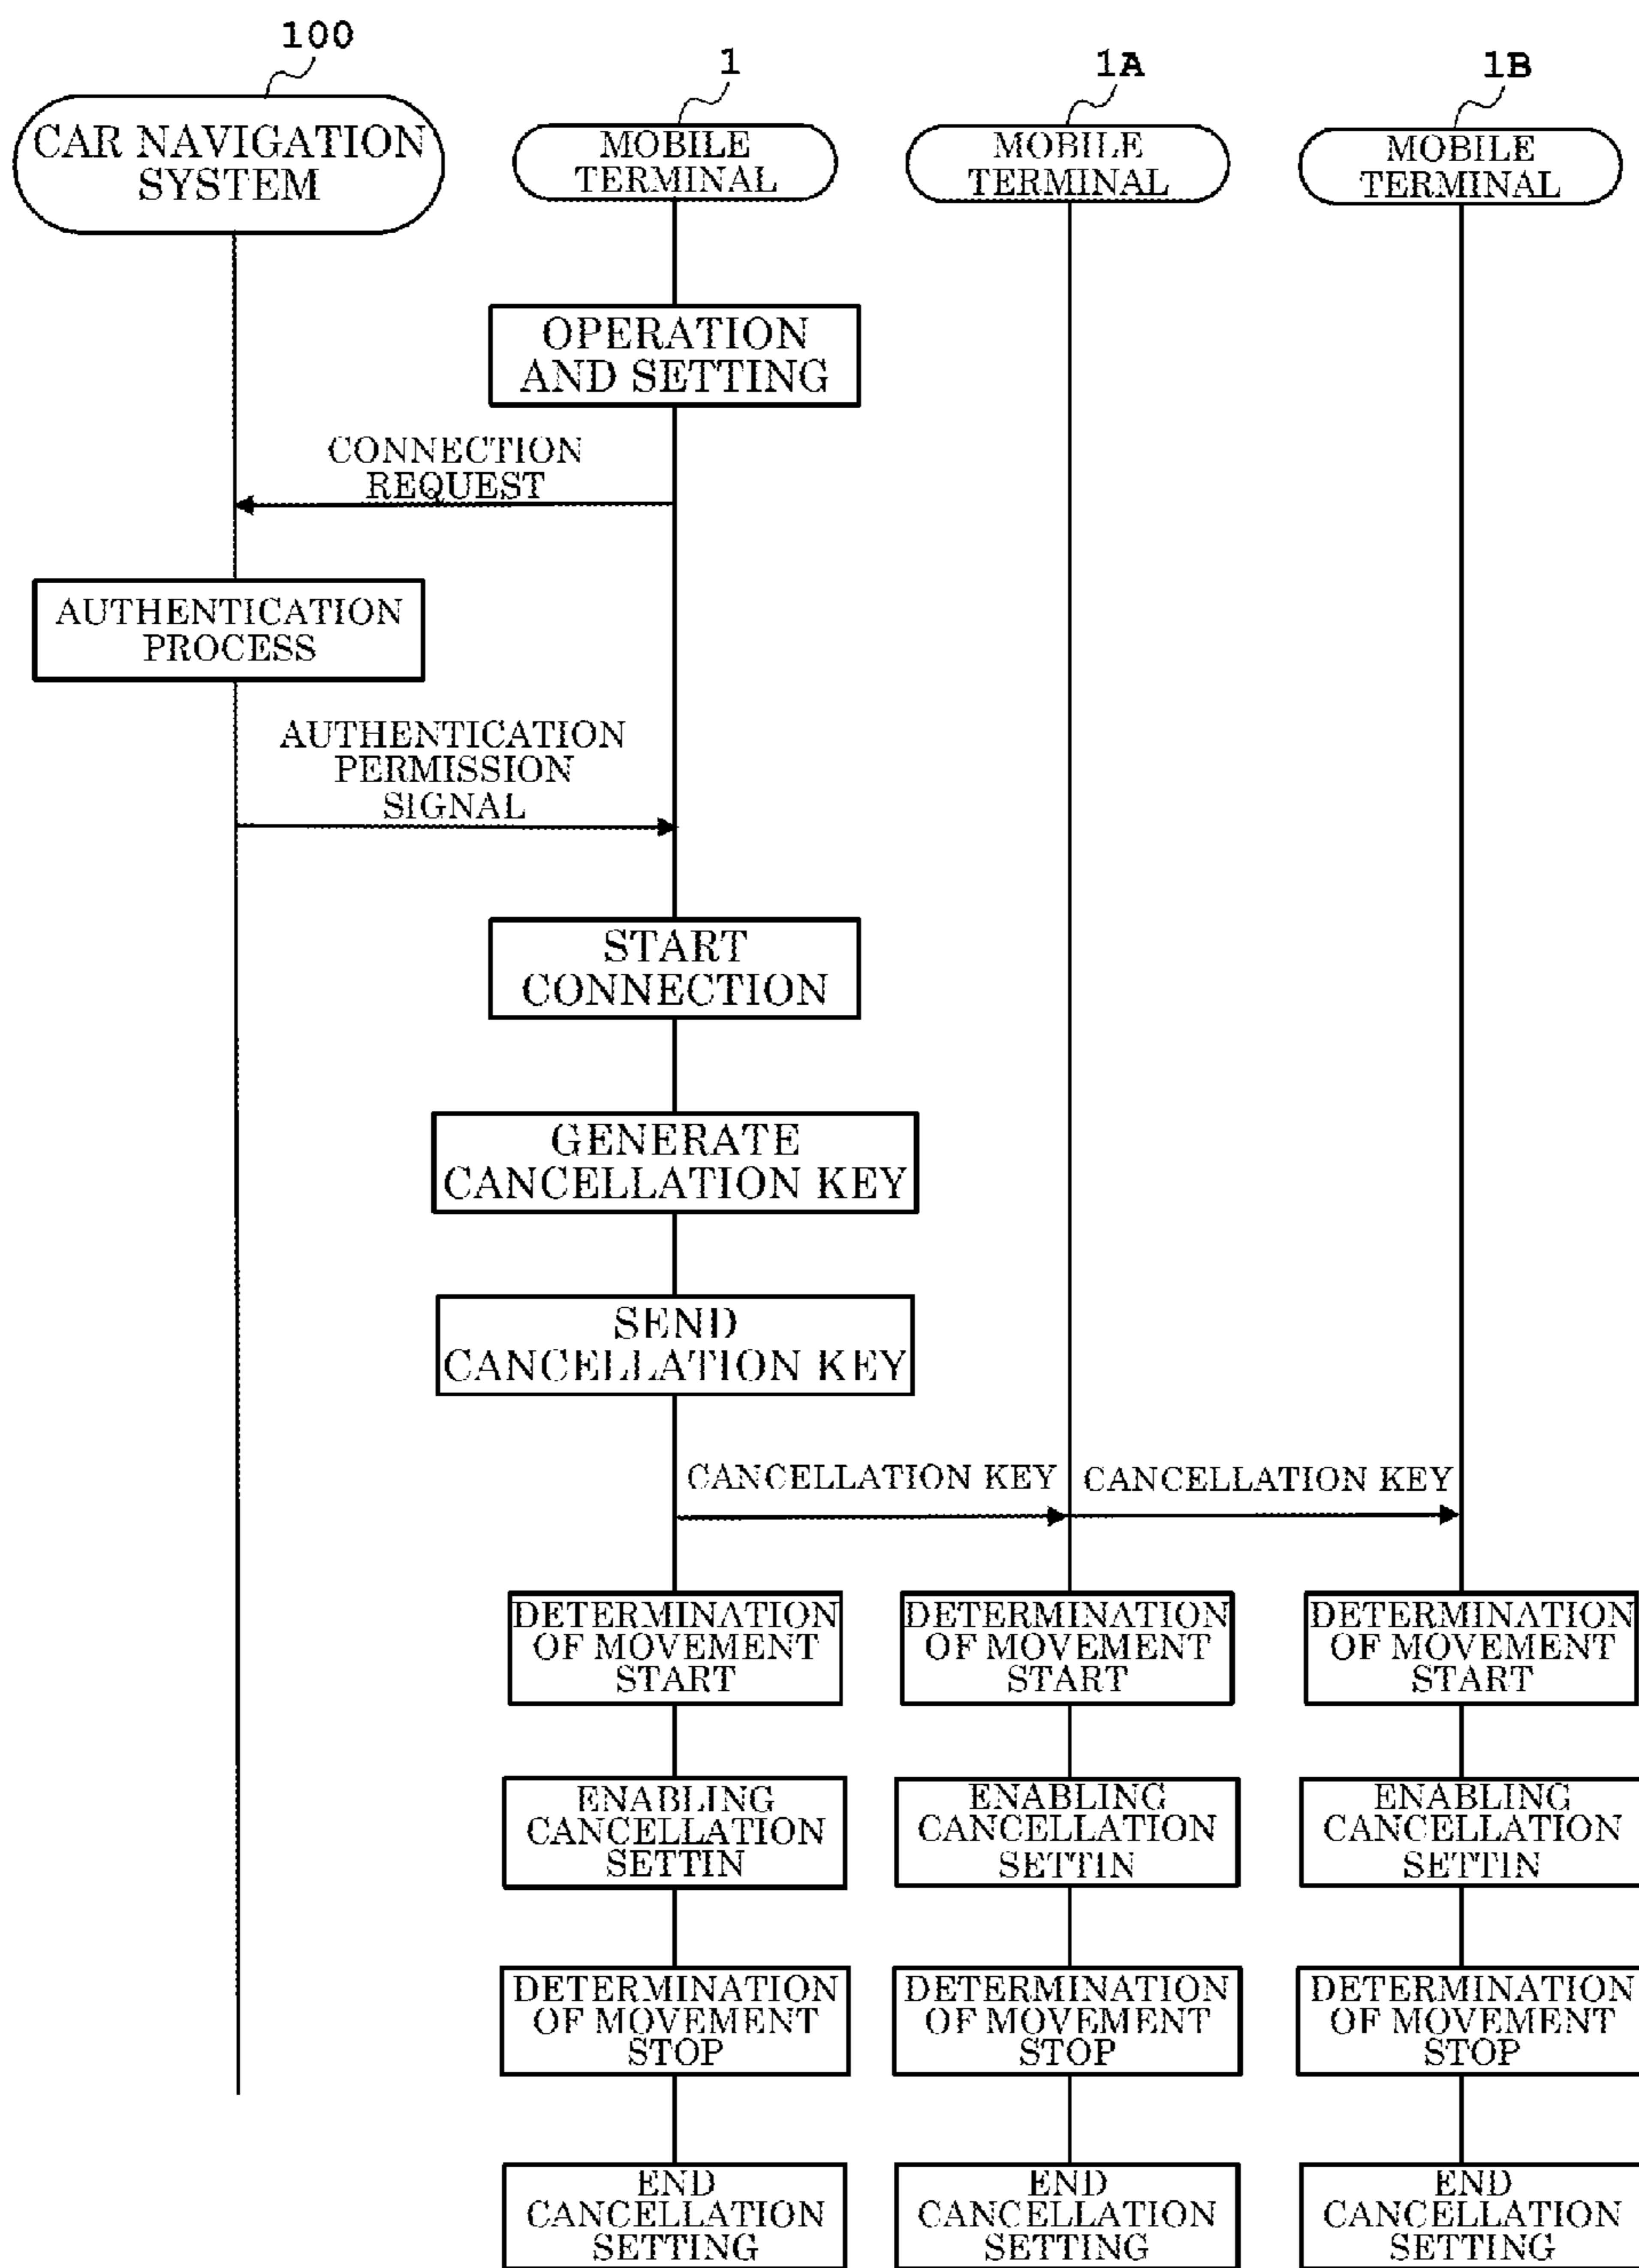 100
1
1A
1B
CAR NAVIGATION
SYSTEM
MOBILE
TERMINAL
MOBILE
TERMINAL
MOBILE
TERMINAL
OPERATION
AND SETTING
CONNECTION
REQUEST
AUTHENTICATION
PROCESS
AUTHENTICATION
PERMISSION
SIGNAL
START
CONNECTION
GENERATE
CANCELLATION KEY
SEND
CANCELLATION KEY
CANCELLATION KEY
CANCELLATION KEY
DETERMINATION
OF MOVEMENT
START
DETERMINATION
OF MOVEMENT
START
DETERMINATION
OF MOVEMENT
START
ENABLING
CANCELLATION
SETTIN
ENABLING
CANCELLATION
SETTIN
ENABLING
CANCELLATION
SETTIN
DETERMINATION
OF MOVEMENT
STOP
DETERMINATION
OF MOVEMENT
STOP
DETERMINATION
OF MOVEMENT
STOP
END
CANCELLATION
SETTING
END
CANCELLATION
SETTING
END
CANCELLATION
SETTING